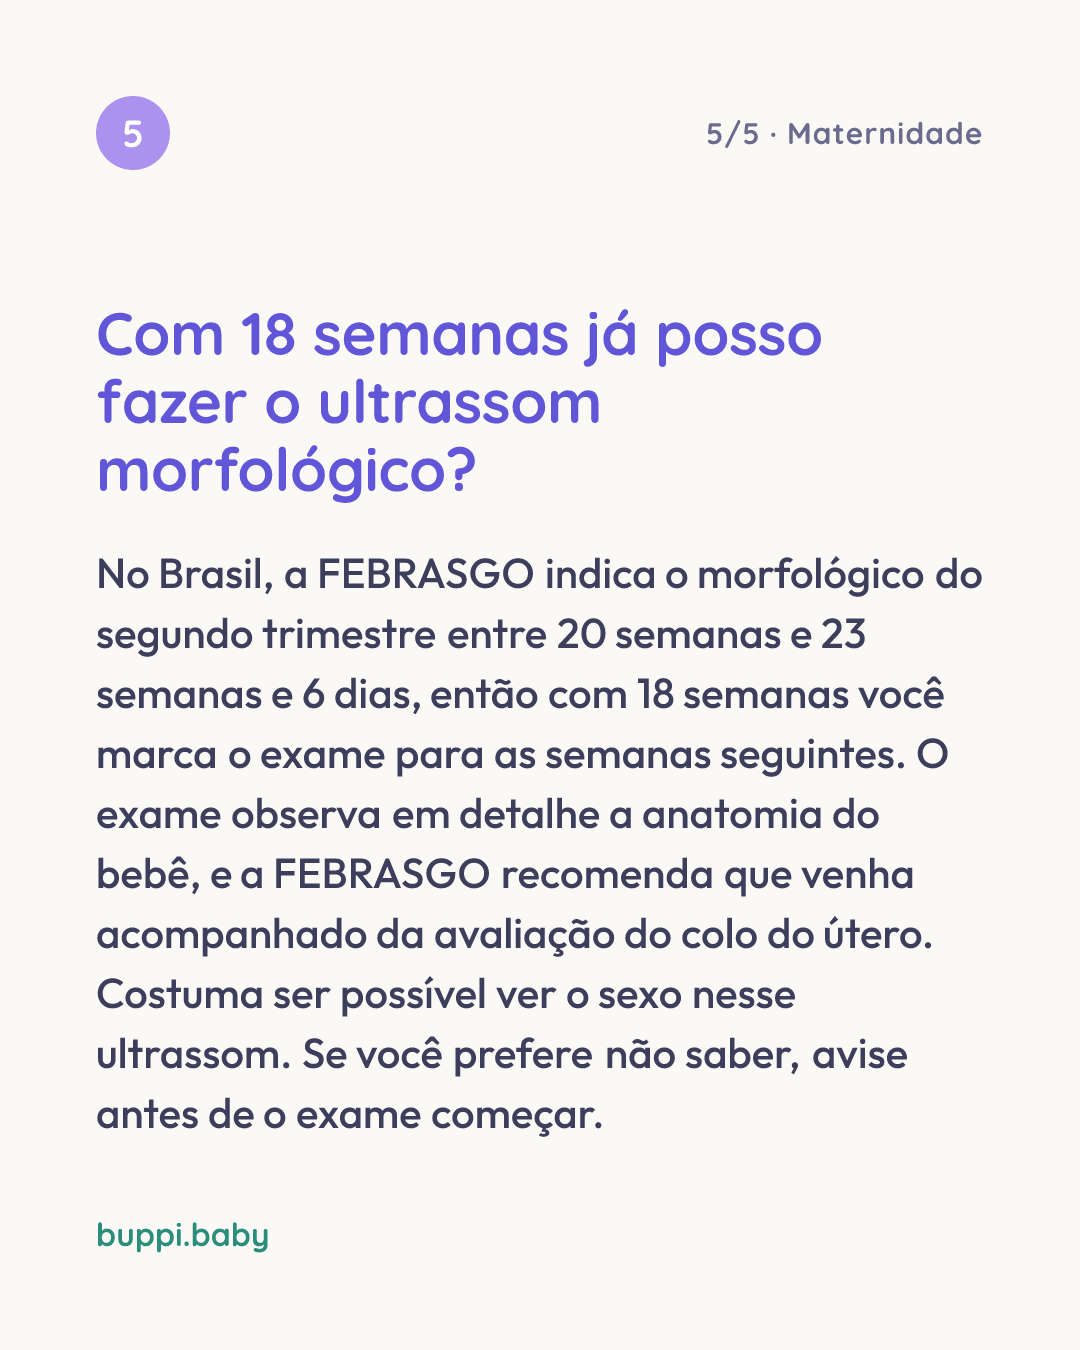 5
5/5 · Maternidade
Com 18 semanas já posso
fazer o ultrassom
morfológico?
No Brasil, a FEBRASGO indica o morfológico do
segundo trimestre entre 20 semanas e 23
semanas e 6 dias, então com 18 semanas você
marca o exame para as semanas seguintes. O
exame observa em detalhe a anatomia do
bebê, e a FEBRASGO recomenda que venha
acompanhado da avaliação do colo do útero.
Costuma ser possível ver o sexo nesse
ultrassom. Se você prefere não saber, avise
antes de o exame começar.
buppi.baby